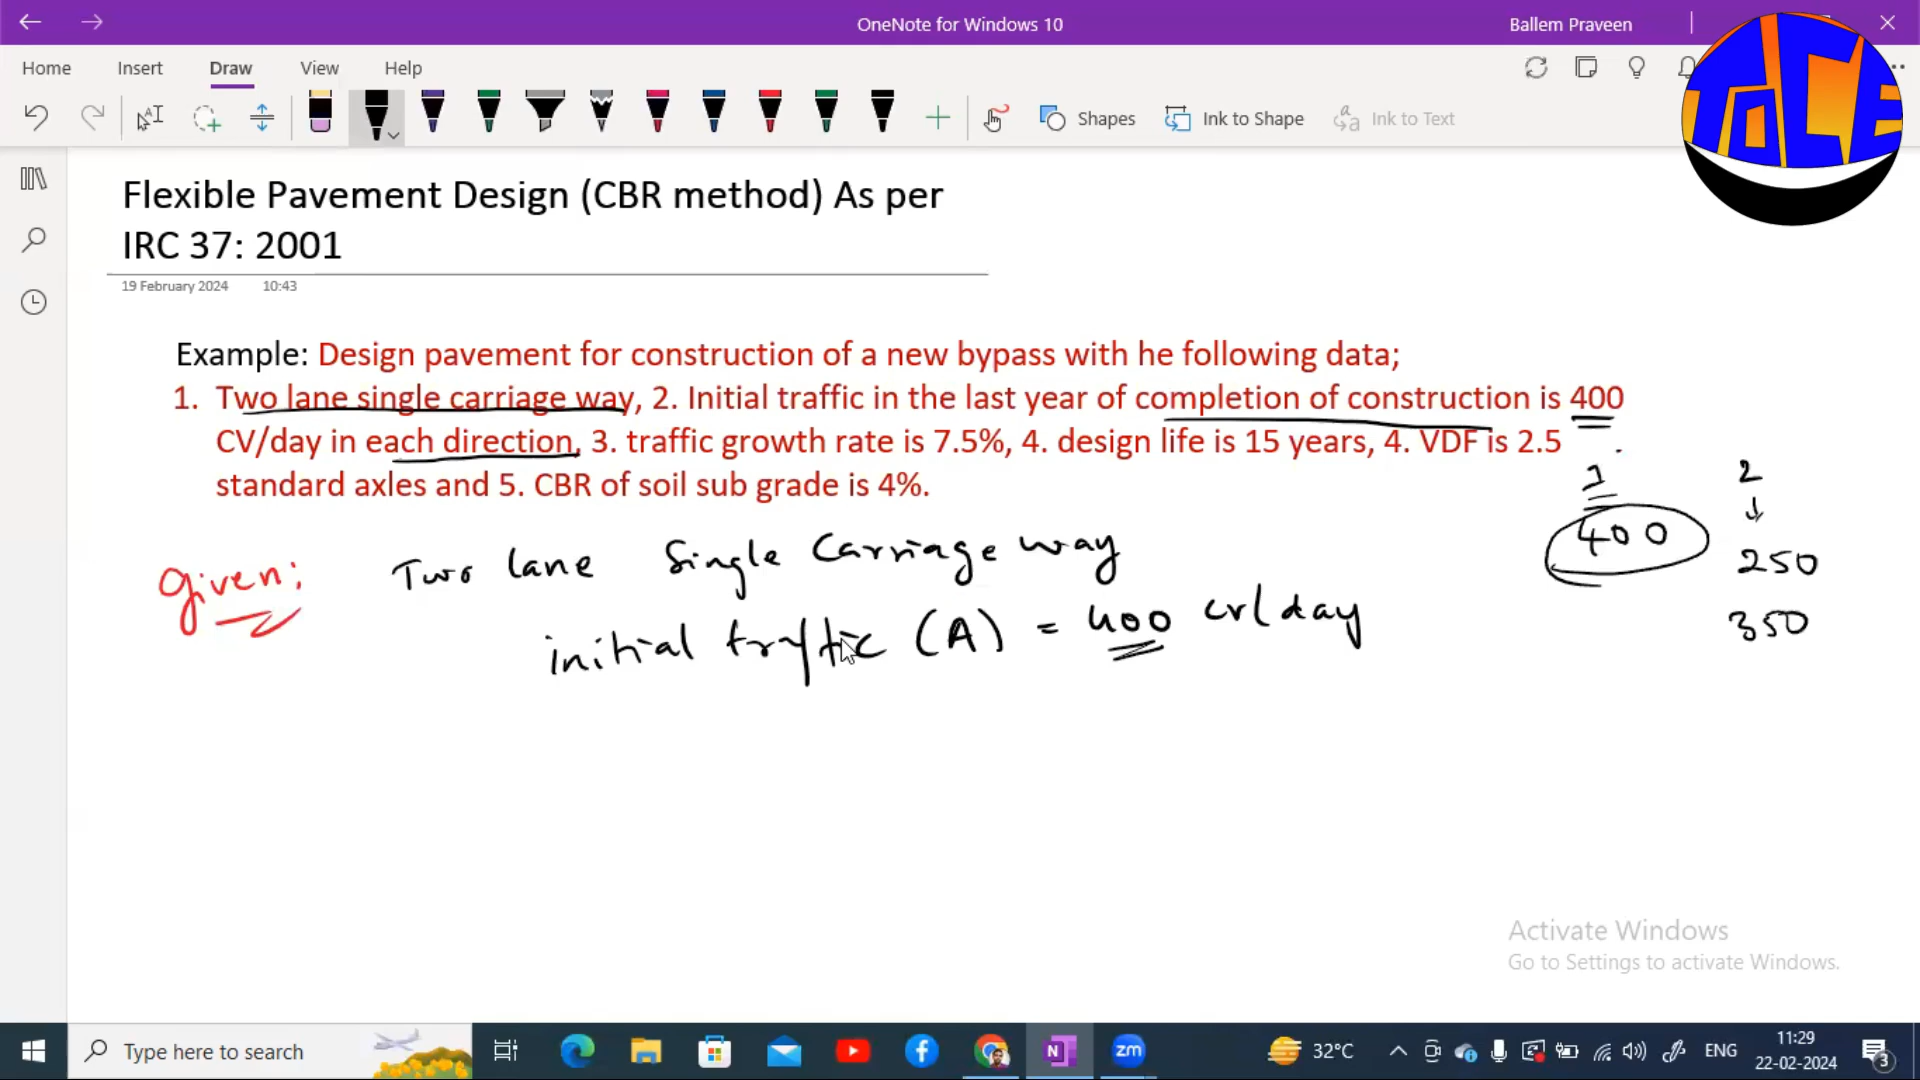 OneNote for Windows 10
Ballem Praveen
Home Insert Draw View Help
Shapes Ink to Shape Ink to Text
TOCE
Flexible Pavement Design (CBR method) As per
IRC 37: 2001
19 February 2024 10:43
Example: Design pavement for construction of a new bypass with he following data;
1. Two lane single carriage way, 2. Initial traffic in the last year of completion of construction is 400
CV/day in each direction, 3. traffic growth rate is 7.5%, 4. design life is 15 years, 4. VDF is 2.5
standard axles and 5. CBR of soil sub grade is 4%.
1 2
400
250
350
Given: Two lane Single Carriage way
initial traffic (A) = 400 cv/day
Activate Windows
Go to Settings to activate Windows.
Type here to search
zm
N
32°C
ENG
11:29
22-02-2024
3